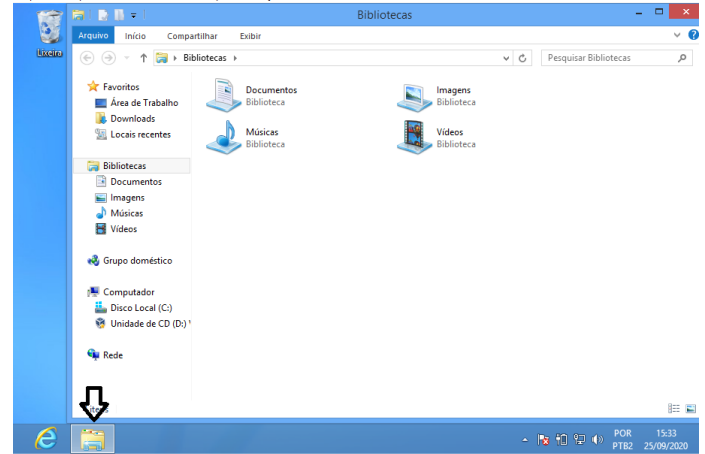 Bibliotecas
Arquivo Início Compartilhar Exibir
Lixeira
Bibliotecas
Pesquisar Bibliotecas
Favoritos
Área de Trabalho
Downloads
Locais recentes
Bibliotecas
Documentos
Imagens
Músicas
Vídeos
Grupo doméstico
Computador
Disco Local (C:)
Unidade de CD (D:)
Rede
Documentos
Biblioteca
Imagens
Biblioteca
Músicas
Biblioteca
Vídeos
Biblioteca
POR 15:33
PTB2 25/09/2020